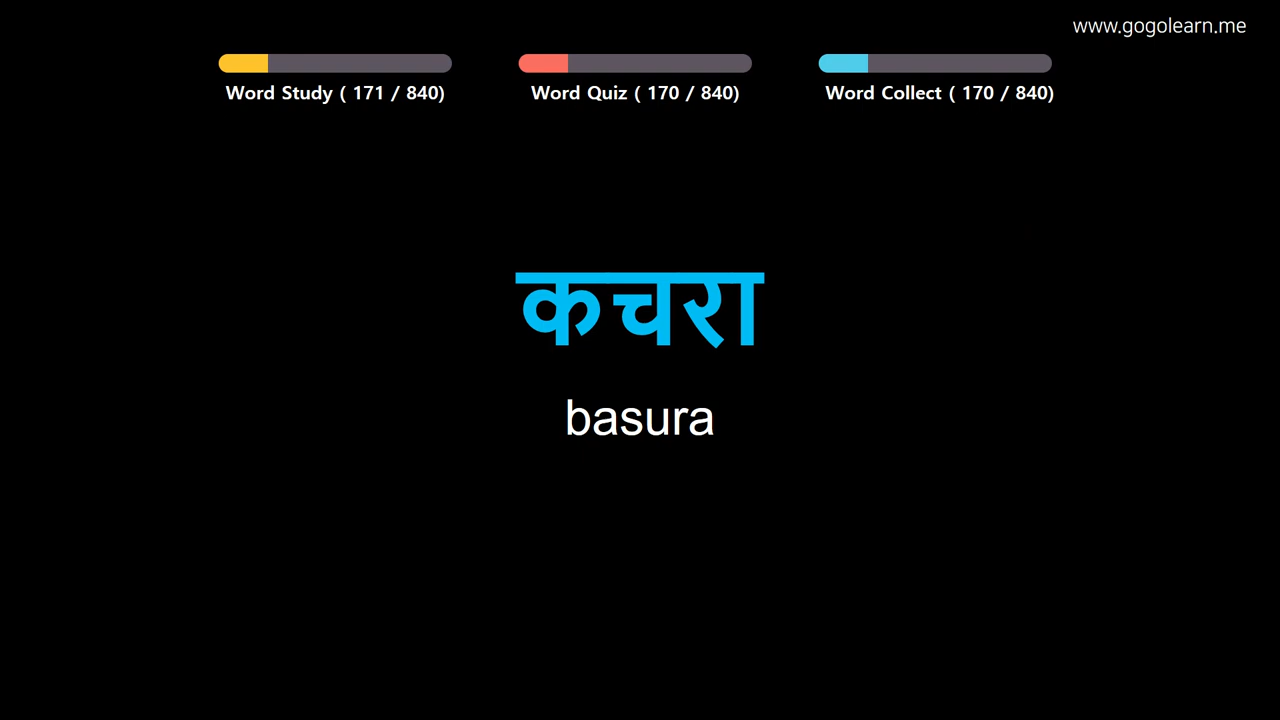 www.gogolearn.me
Word Study ( 171 / 840)
Word Quiz ( 170 / 840)
Word Collect ( 170 / 840)
कचरा
basura